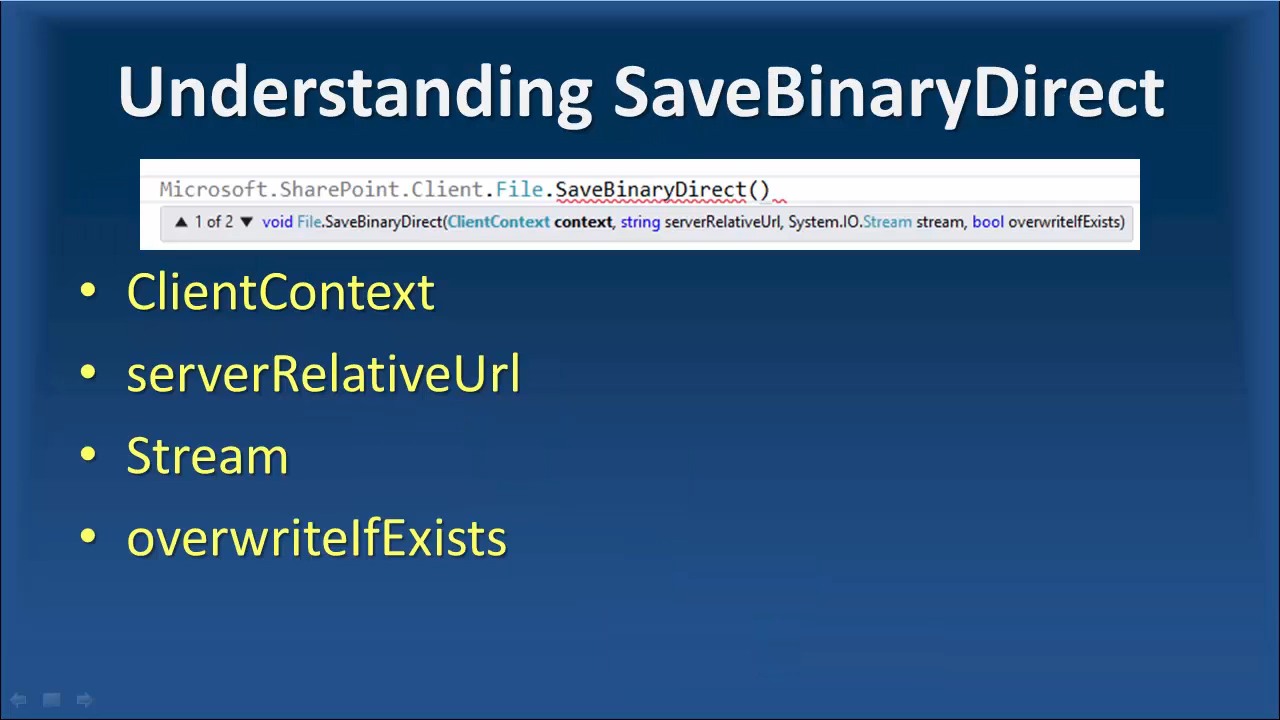 Understanding SaveBinaryDirect
Microsoft.SharePoint.Client.File.SaveBinaryDirect()
▲ 1 of 2 ▼ void File.SaveBinaryDirect(ClientContext context, string serverRelativeUrl, System.IO.Stream stream, bool overwriteIfExists)
• ClientContext
• serverRelativeUrl
• Stream
• overwriteIfExists